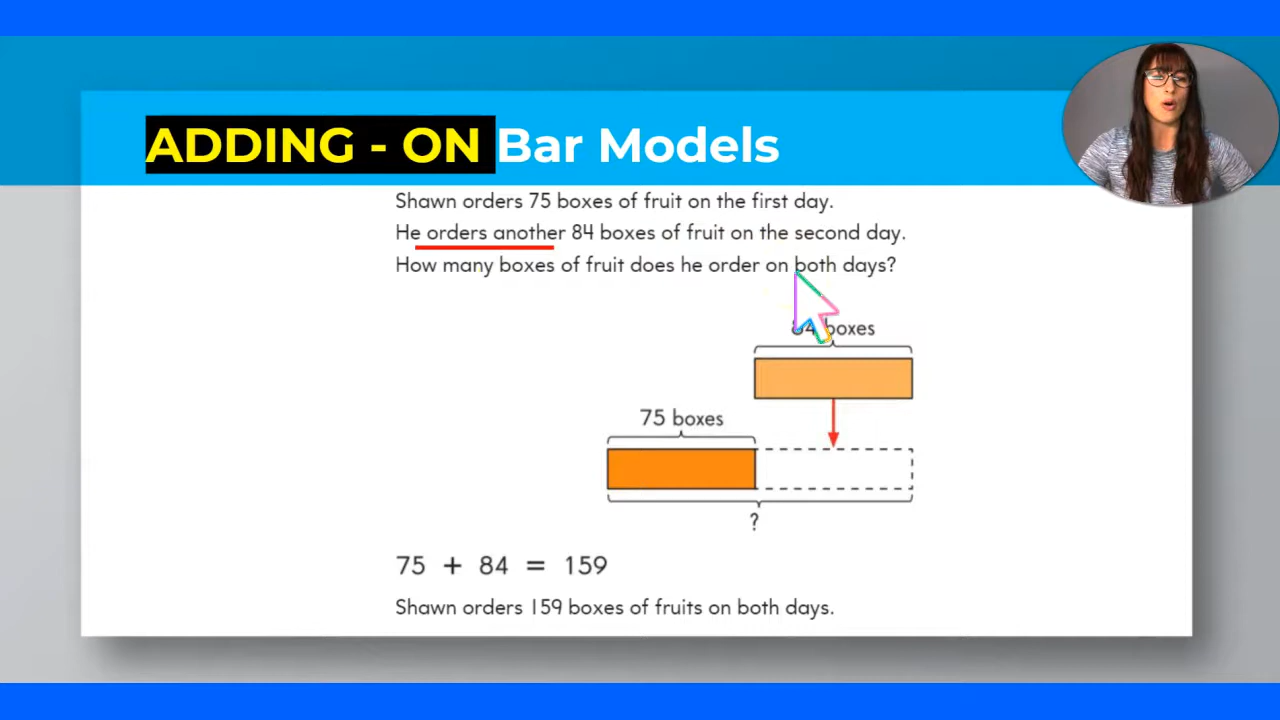 ADDING - ON Bar Models
Shawn orders 75 boxes of fruit on the first day.
He orders another 84 boxes of fruit on the second day.
How many boxes of fruit does he order on both days?
84 boxes
75 boxes
?
75 + 84 = 159
Shawn orders 159 boxes of fruits on both days.